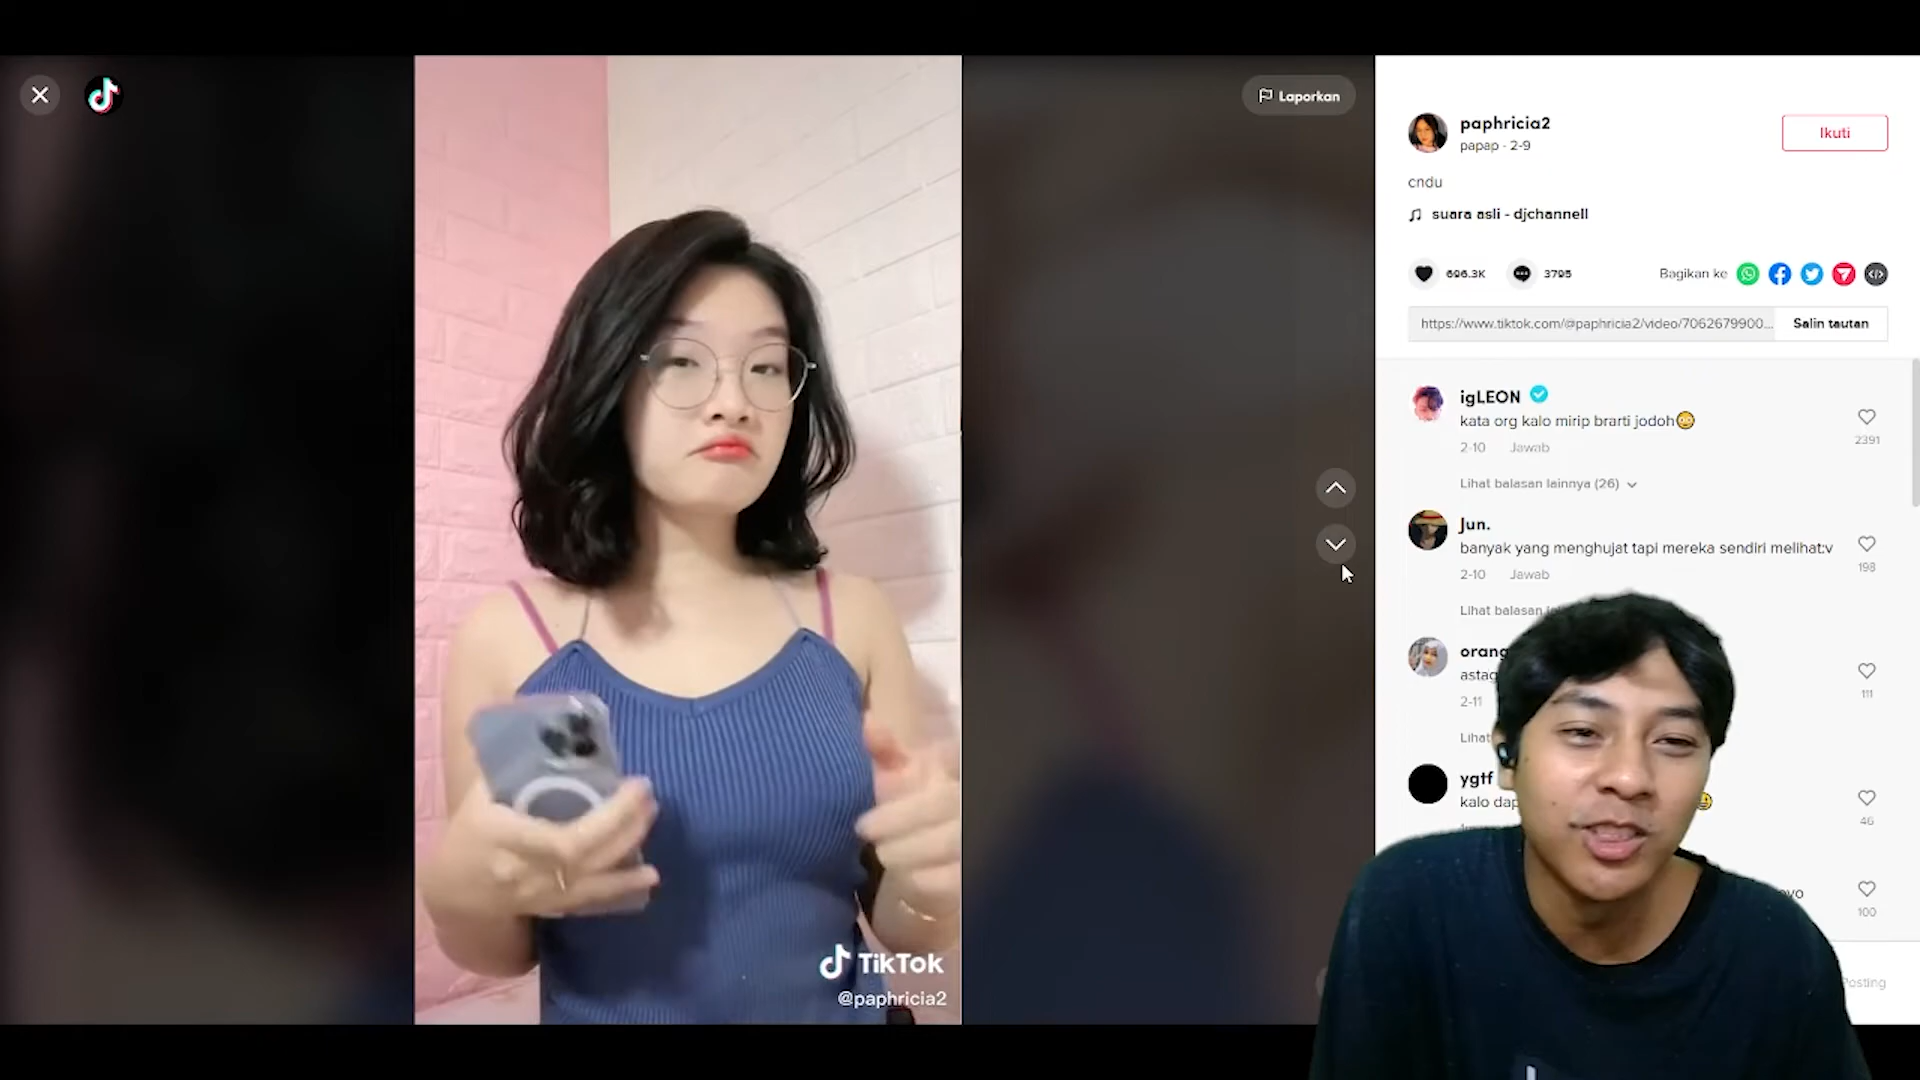 Laporkan
paphricia2
papap · 2-9
Ikuti
cndu
suara asli - djchannell
696.3K
3795
Bagikan ke
https://www.tiktok.com/@paphricia2/video/7062679900...
Salin tautan
igLEON
kata org kalo mirip brarti jodoh
2-10 Jawab
2391
Lihat balasan lainnya (26)
Jun.
banyak yang menghujat tapi mereka sendiri melihat:v
2-10 Jawab
198
Lihat balasan
orang
astag
2-11
111
Lihat
ygtf
kalo dap
46
100
Posting
TikTok
@paphricia2